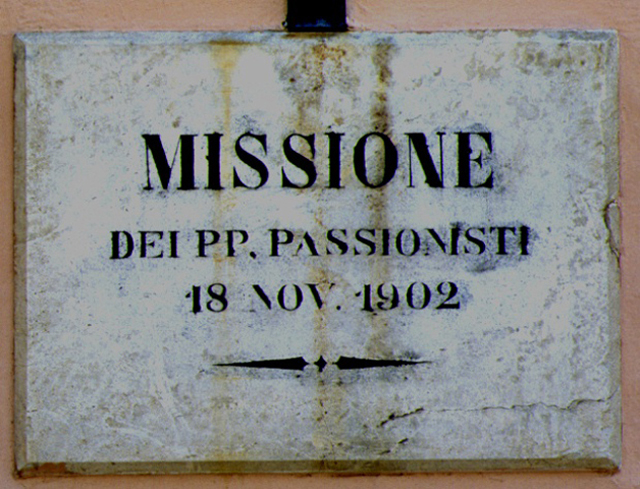 MISSIONE
DEI PP. PASSIONISTI
18 NOV. 1902